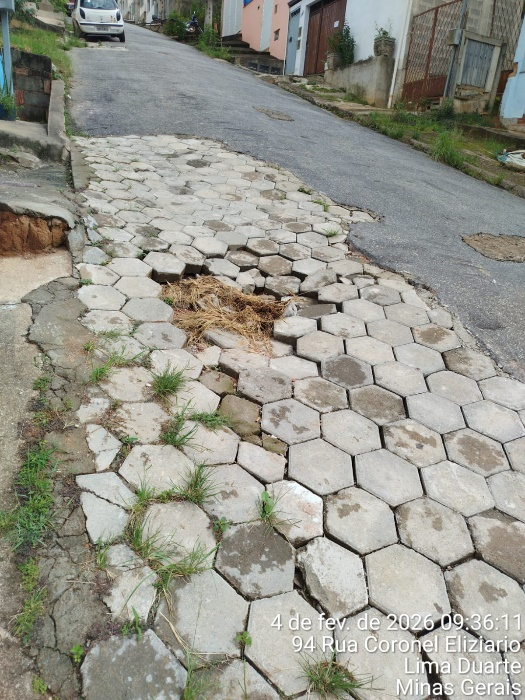 4 de fev. de 2026 09:36:11
94 Rua Coronel Eliziario
Lima Duarte
Minas Gerais